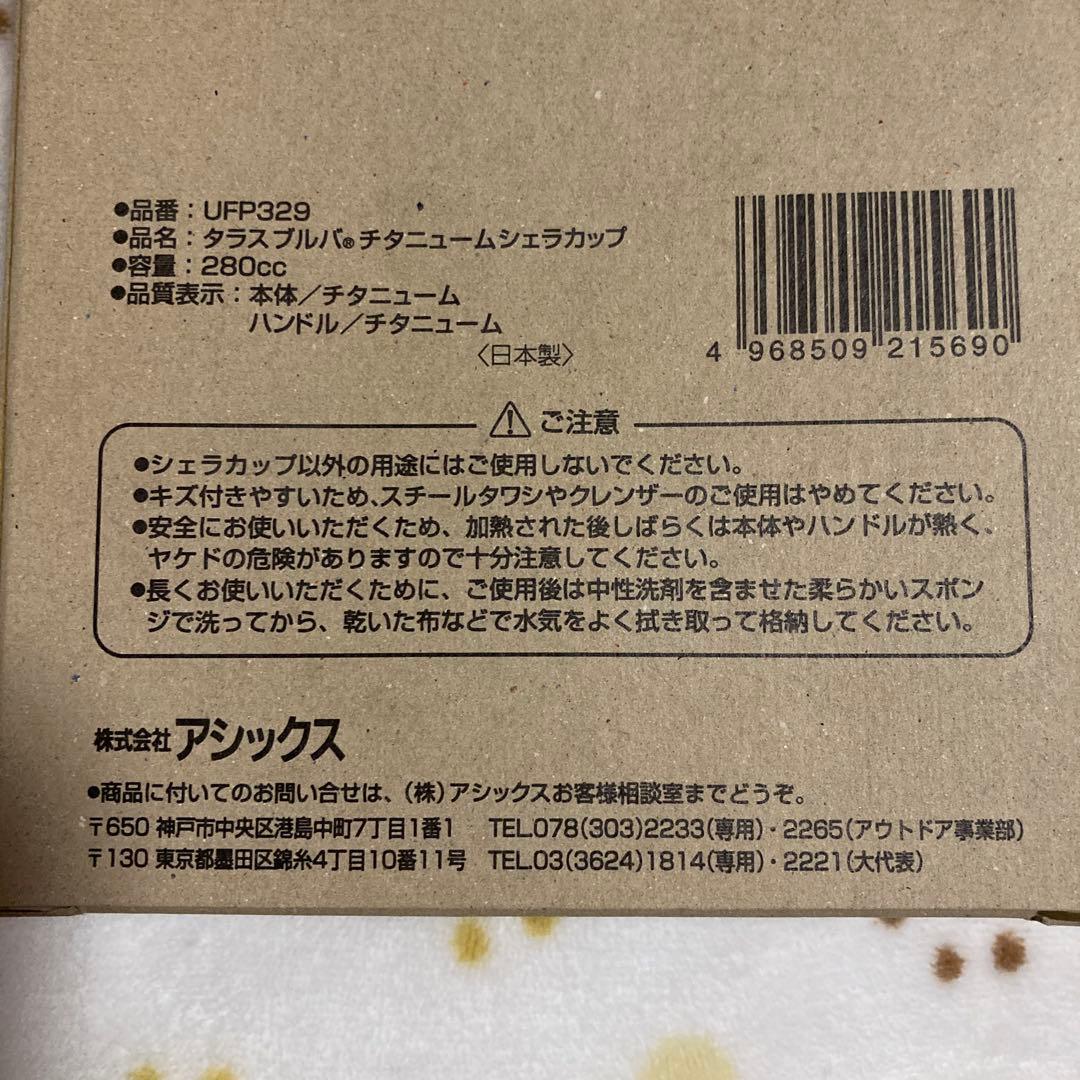 ●品番：UFP329
●品名：タラスブルバ®チタニュームシェラカップ
●容量：280cc
●品質表示：本体／チタニューム
ハンドル／チタニューム
〈日本製〉
4 968509 215690
⚠ ご注意
●シェラカップ以外の用途にはご使用しないでください。
●キズ付きやすいため、スチールタワシやクレンザーのご使用はやめてください。
●安全にお使いいただくため、加熱された後しばらくは本体やハンドルが熱く、
ヤケドの危険がありますので十分注意してください。
●長くお使いいただくために、ご使用後は中性洗剤を含ませた柔らかいスポン
ジで洗ってから、乾いた布などで水気をよく拭き取って格納してください。
株式会社アシックス
●商品に付いてのお問い合せは、(株)アシックスお客様相談室までどうぞ。
〒650 神戸市中央区港島中町7丁目1番1 TEL.078(303)2233(専用)・2265(アウトドア事業部)
〒130 東京都墨田区錦糸4丁目10番11号 TEL.03(3624)1814(専用)・2221(大代表)